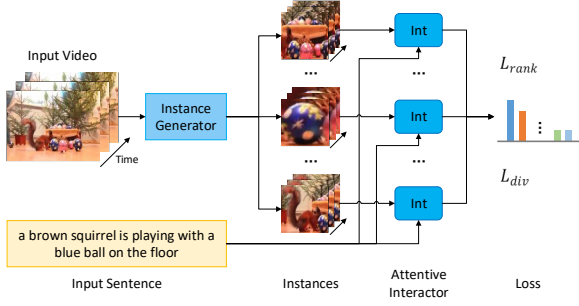 Input Video
Time
Instance
Generator
...
...
Int
...
Int
...
Int
L_rank
...
L_div
a brown squirrel is playing with a
blue ball on the floor
Input Sentence
Instances
Attentive
Interactor
Loss